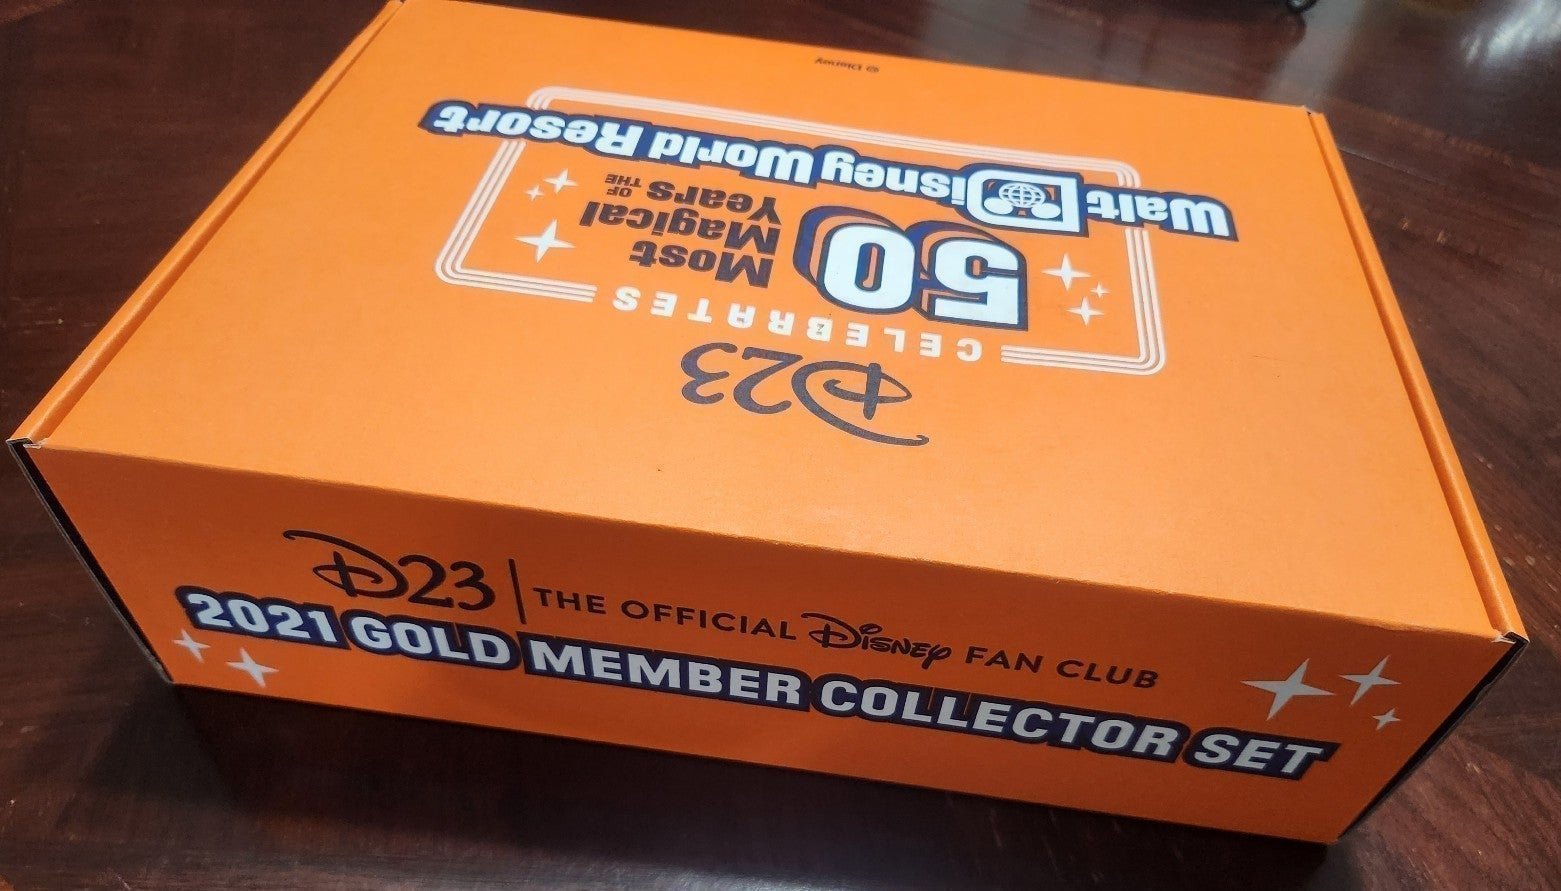 D23
CELEBRATES
50 Most
Magical
Years OF THE
Walt Disney World Resort
© Disney
D23 | THE OFFICIAL Disney FAN CLUB
2021 GOLD MEMBER COLLECTOR SET